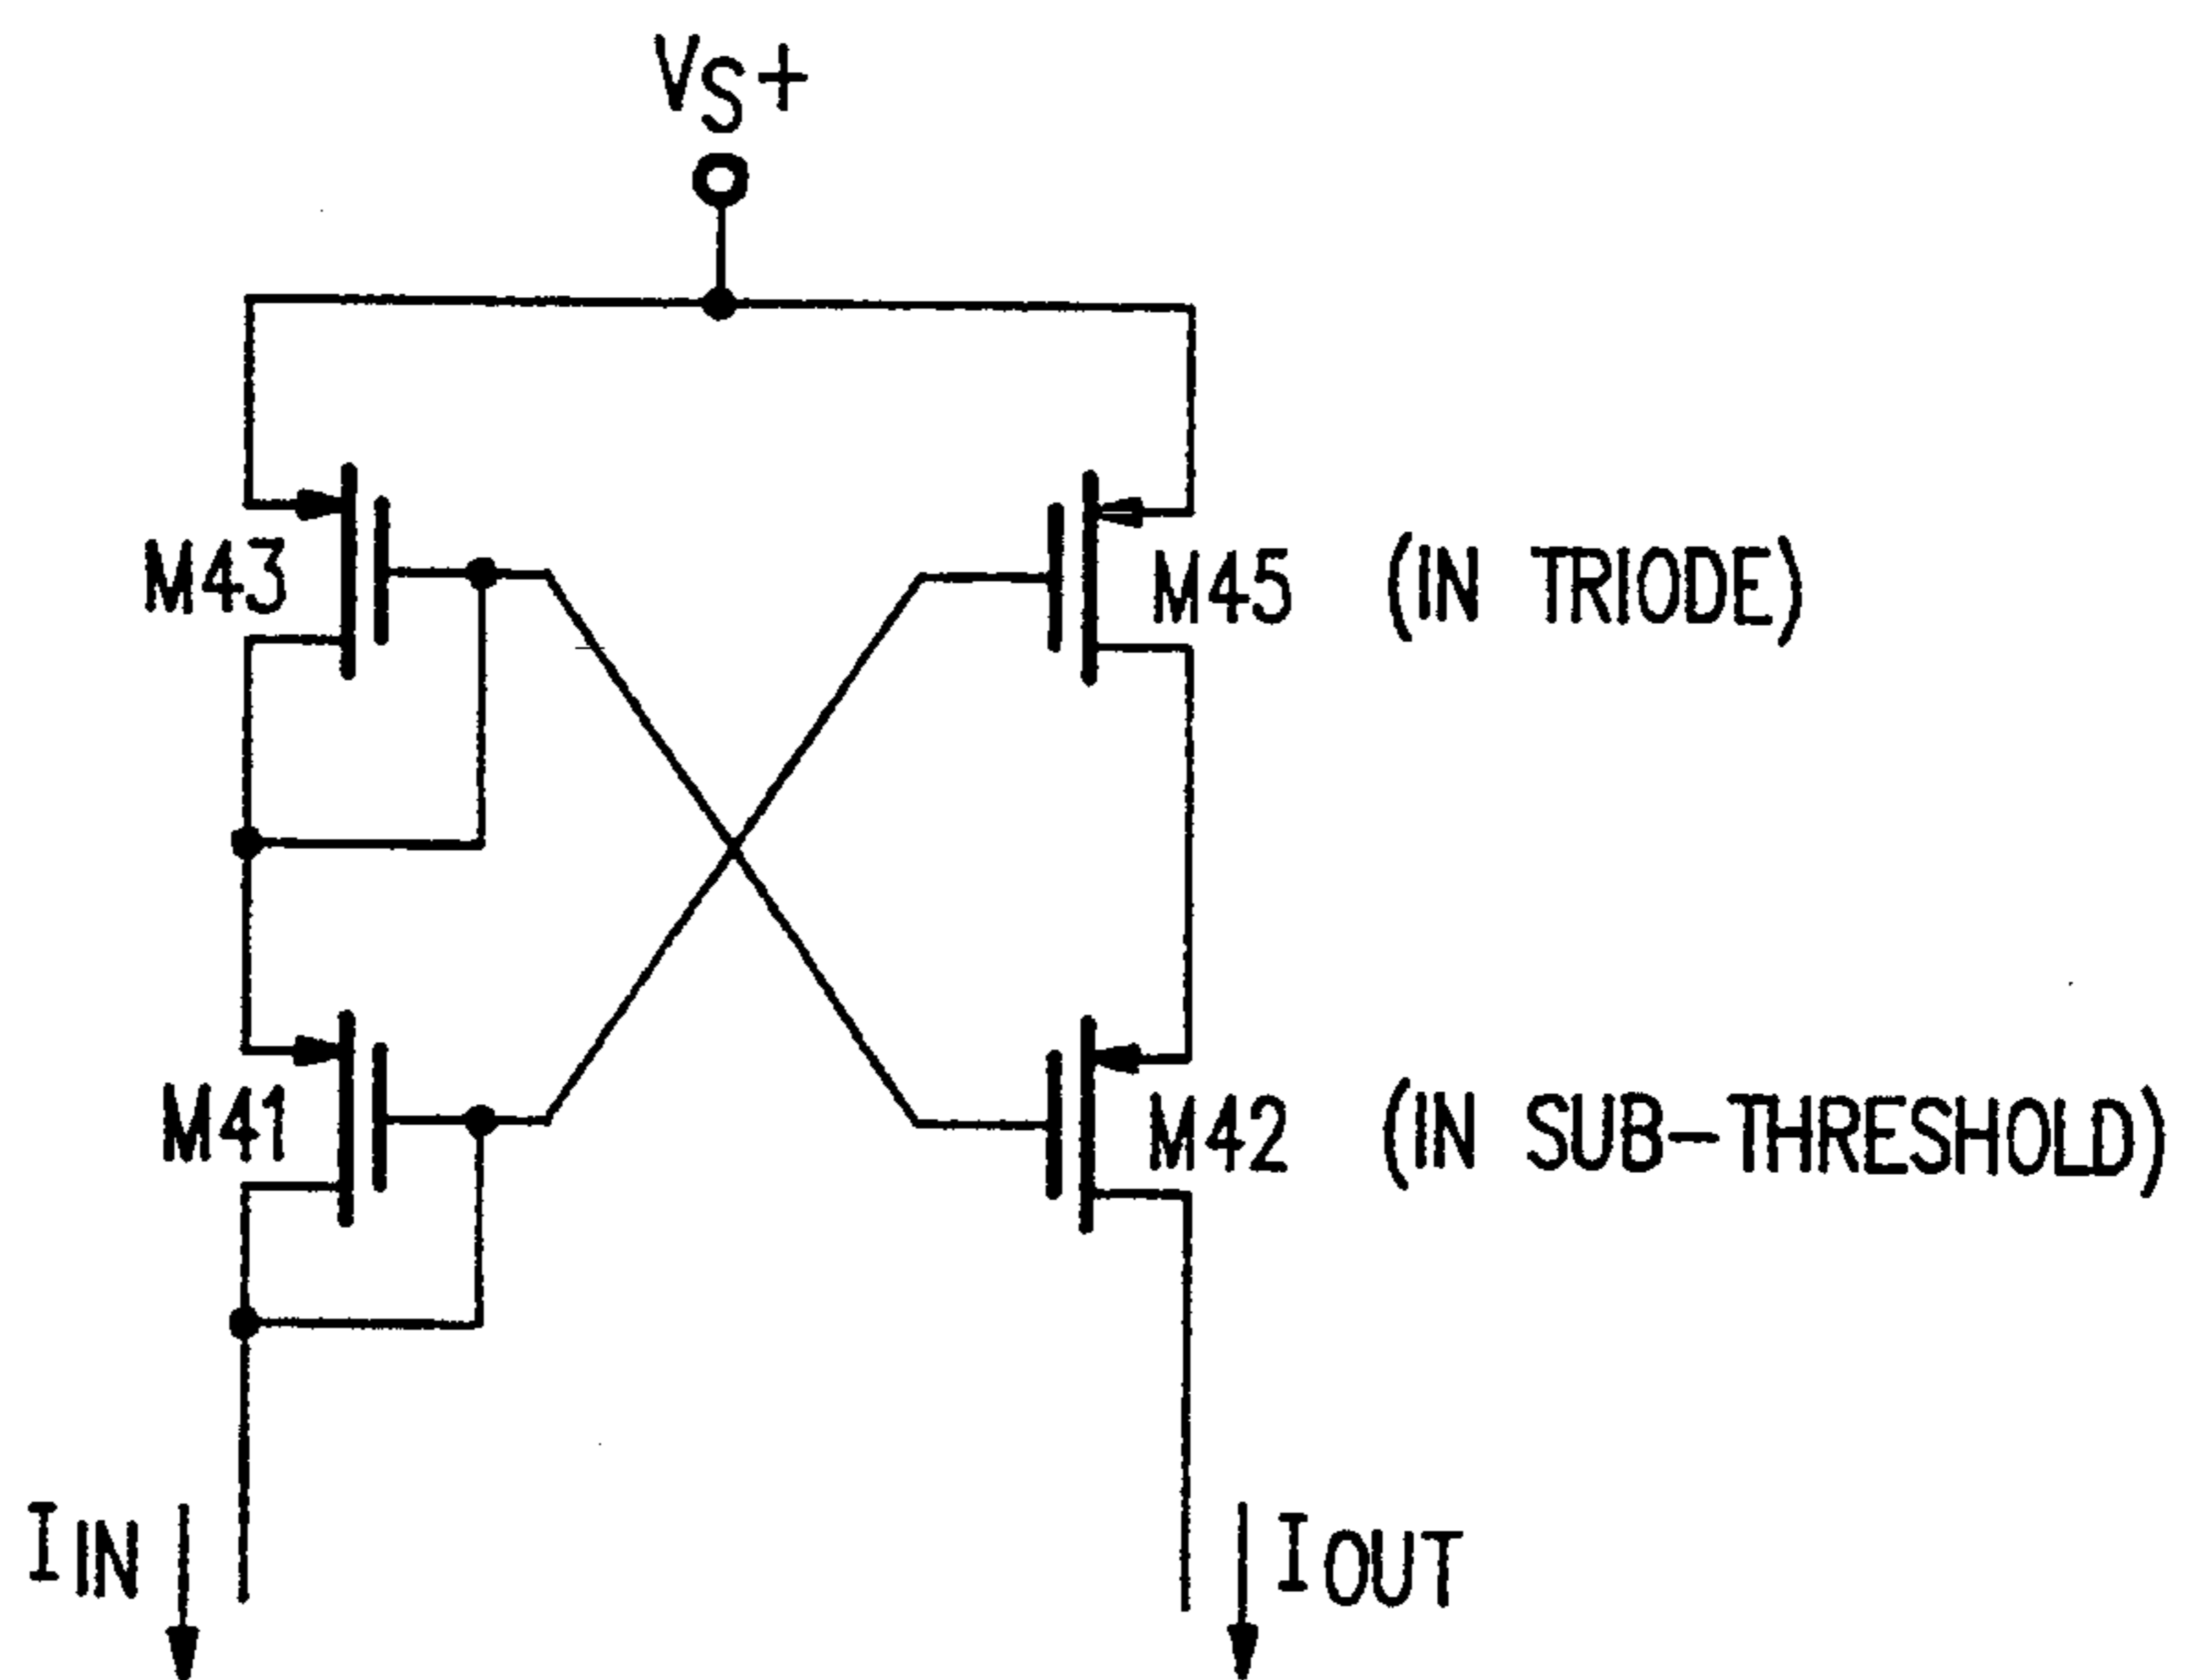 VS+
M43
M45 (IN TRIODE)
M41
M42 (IN SUB-THRESHOLD)
IIN
IOUT